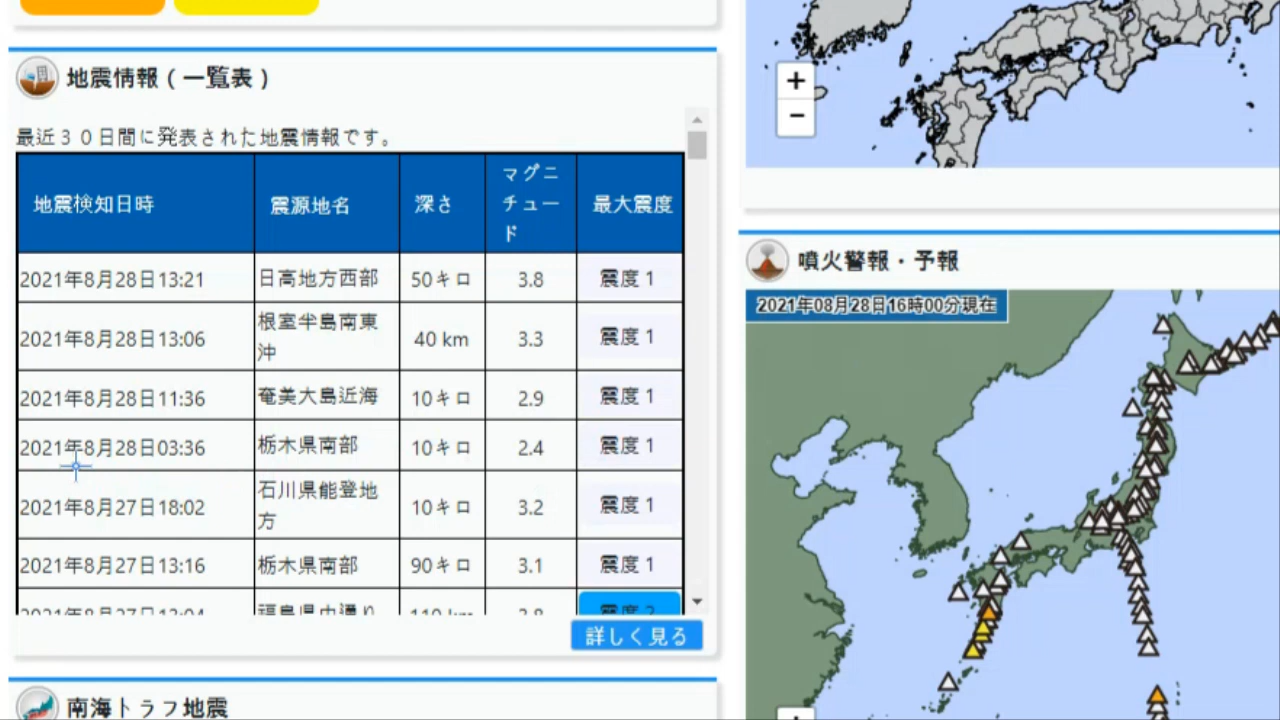 地震情報（一覧表）
最近３０日間に発表された地震情報です。
地震検知日時 震源地名 深さ マグニチュード 最大震度
2021年8月28日13:21 日高地方西部 50キロ 3.8 震度１
2021年8月28日13:06 根室半島南東沖 40 km 3.3 震度１
2021年8月28日11:36 奄美大島近海 10キロ 2.9 震度１
2021年8月28日03:36 栃木県南部 10キロ 2.4 震度１
2021年8月27日18:02 石川県能登地方 10キロ 3.2 震度１
2021年8月27日13:16 栃木県南部 90キロ 3.1 震度１
詳しく見る
南海トラフ地震
+
−
噴火警報・予報
2021年08月28日16時00分現在